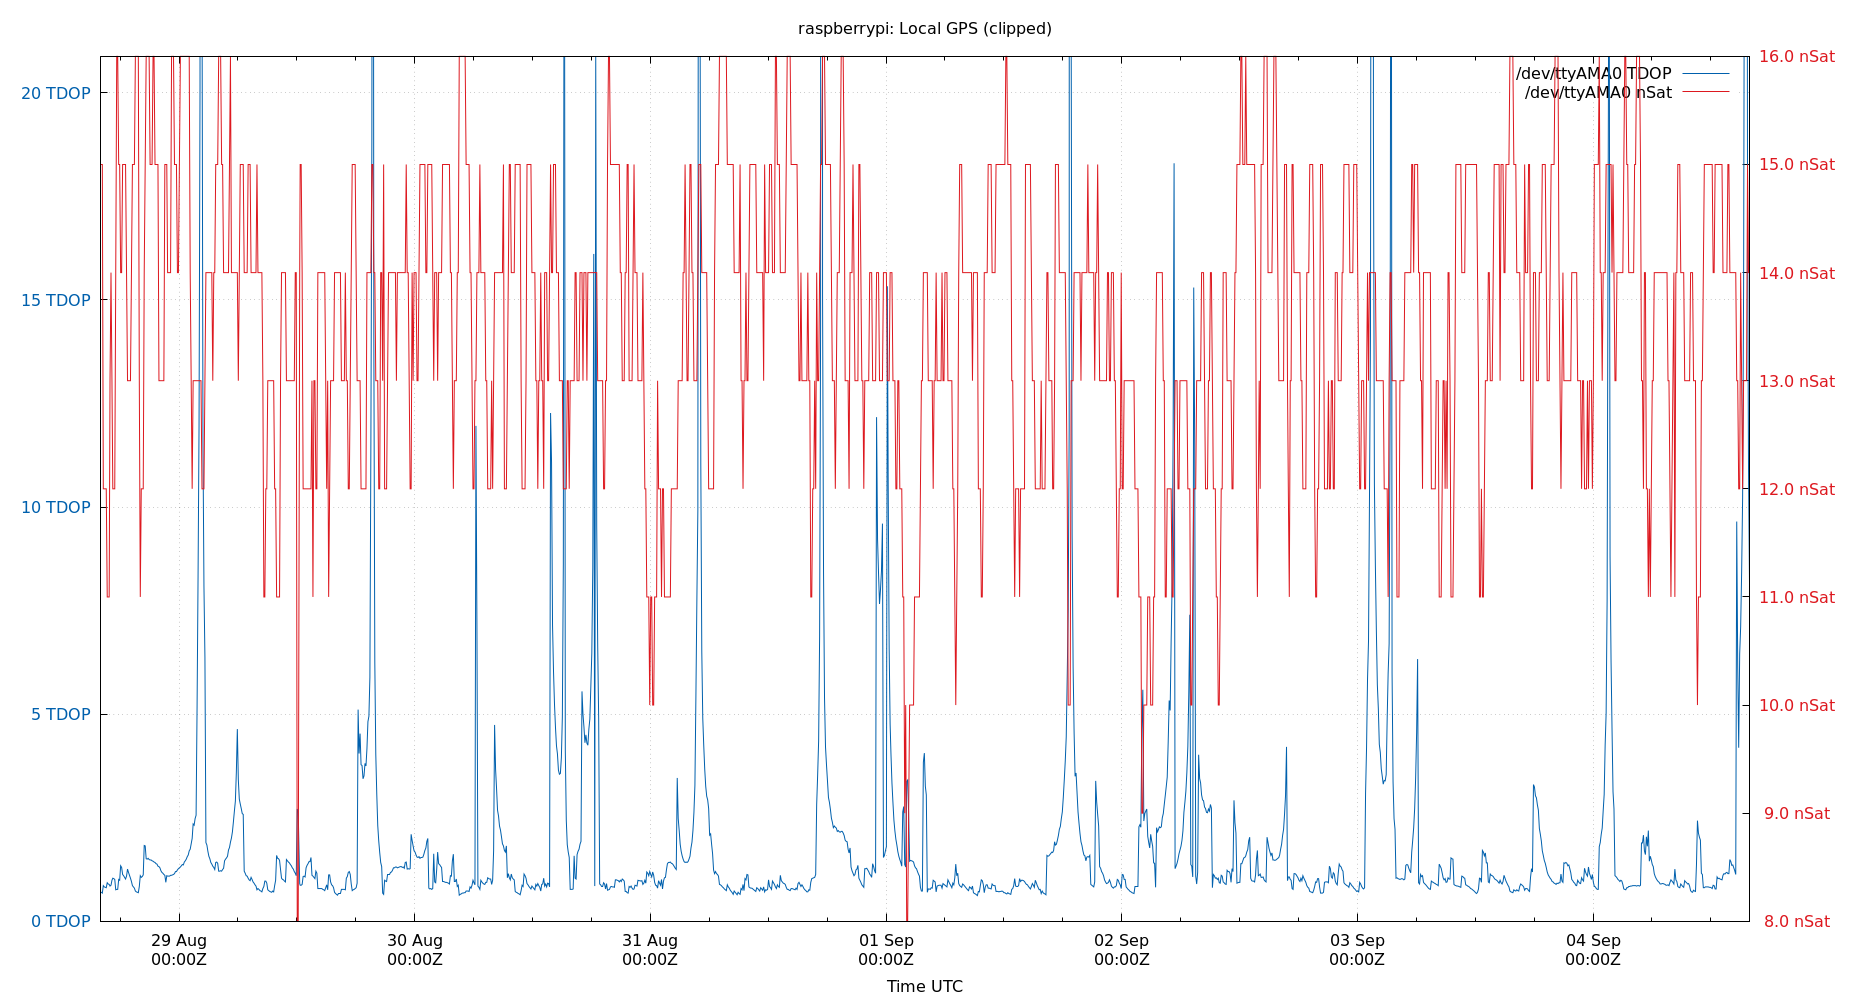 raspberrypi: Local GPS (clipped)
/dev/ttyAMA0 TDOP
/dev/ttyAMA0 nSat
20 TDOP
15 TDOP
10 TDOP
5 TDOP
0 TDOP
16.0 nSat
15.0 nSat
14.0 nSat
13.0 nSat
12.0 nSat
11.0 nSat
10.0 nSat
9.0 nSat
8.0 nSat
29 Aug 30 Aug 31 Aug 01 Sep 02 Sep 03 Sep 04 Sep
00:00Z 00:00Z 00:00Z 00:00Z 00:00Z 00:00Z 00:00Z
Time UTC